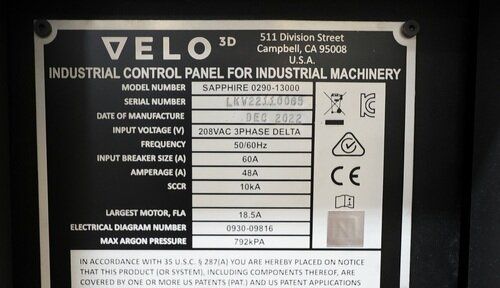 VELO 3D
511 Division Street
Campbell, CA 95008
U.S.A.
INDUSTRIAL CONTROL PANEL FOR INDUSTRIAL MACHINERY
MODEL NUMBER SAPPHIRE 0290-13000
SERIAL NUMBER LKV22110065
DATE OF MANUFACTURE DEC 2022
INPUT VOLTAGE (V) 208VAC 3PHASE DELTA
FREQUENCY 50/60Hz
INPUT BREAKER SIZE (A) 60A
AMPERAGE (A) 48A
SCCR 10kA
LARGEST MOTOR, FLA 18.5A
ELECTRICAL DIAGRAM NUMBER 0930-09816
MAX ARGON PRESSURE 792kPA
CE
IN ACCORDANCE WITH 35 U.S.C. § 287(A) YOU ARE HEREBY PLACED ON NOTICE
THAT THIS PRODUCT (OR SYSTEM), INCLUDING COMPONENTS THEREOF, ARE
COVERED BY ONE OR MORE US PATENTS (PAT.) AND US PATENT APPLICATIONS